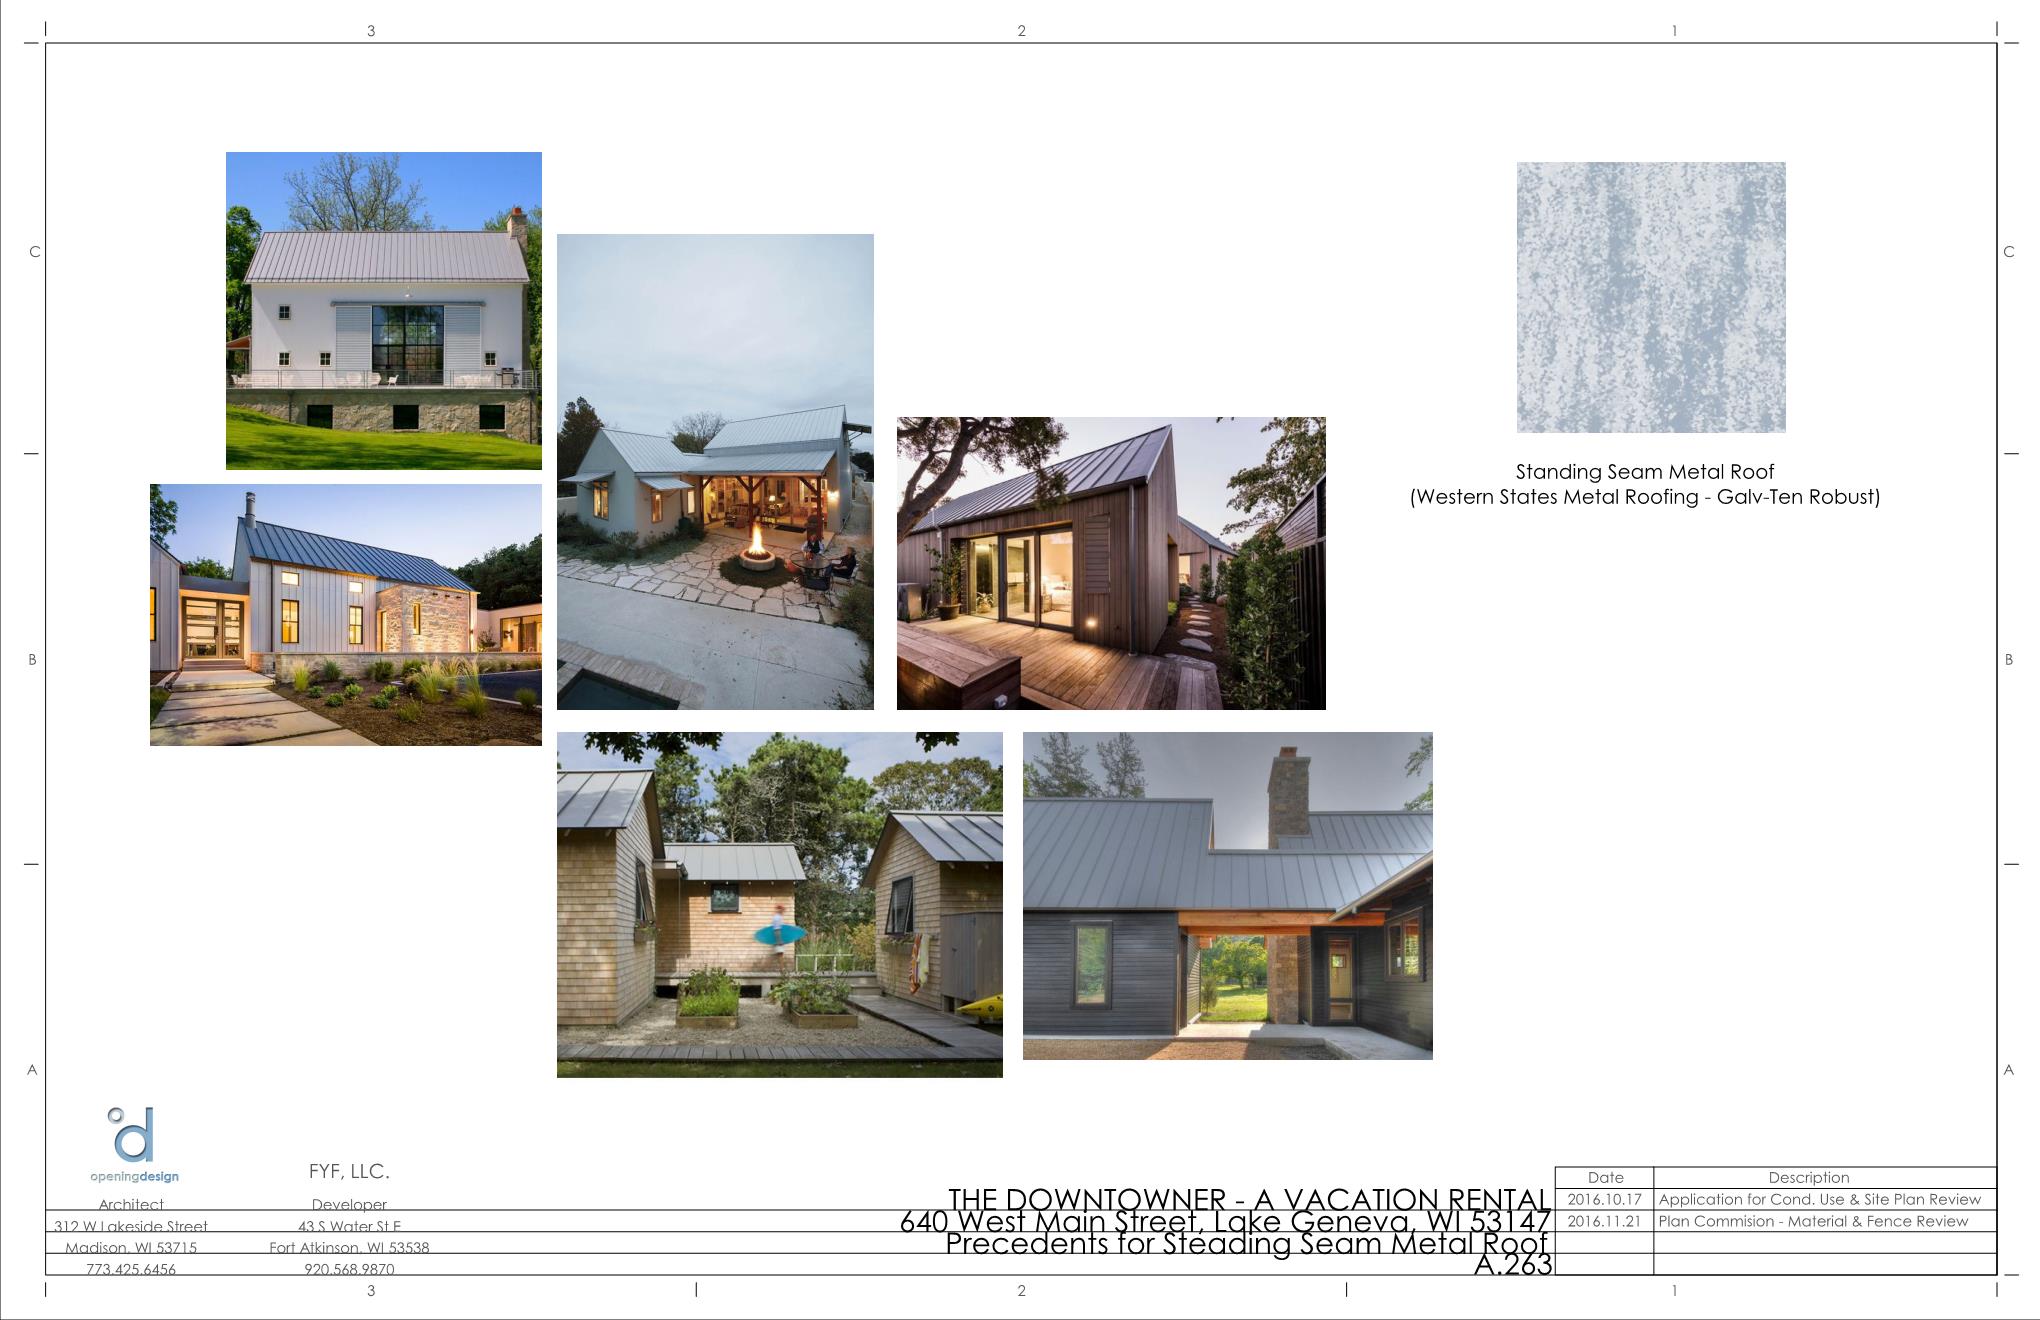 3 2 1
C C
Standing Seam Metal Roof
(Western States Metal Roofing - Galv-Ten Robust)
B B
A A
openingdesign
Architect
312 W Lakeside Street
Madison, WI 53715
773.425.6456
FYF, LLC.
Developer
43 S Water St E
Fort Atkinson, WI 53538
920.568.9870
THE DOWNTOWNER - A VACATION RENTAL
640 West Main Street, Lake Geneva, WI 53147
Precedents for Steading Seam Metal Roof
A.263
Date Description
2016.10.17 Application for Cond. Use & Site Plan Review
2016.11.21 Plan Commision - Material & Fence Review
3 2 1